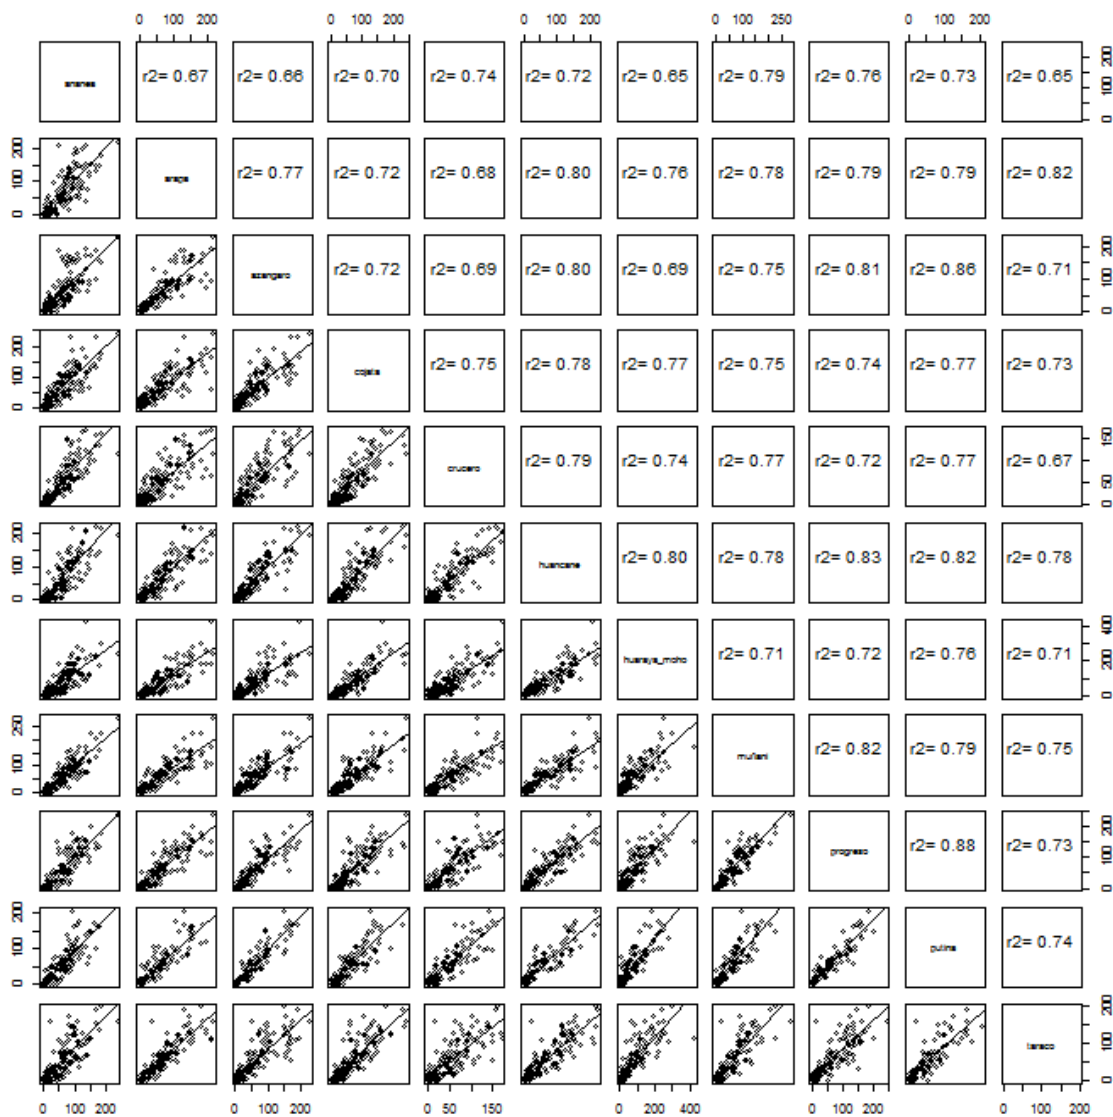 0 100 200 0 100 200 0 100 200 0 100 250 0 100 200
ananea r2= 0.67 r2= 0.66 r2= 0.70 r2= 0.74 r2= 0.72 r2= 0.65 r2= 0.79 r2= 0.76 r2= 0.73 r2= 0.65 0 100 200
0 100 200 arapa r2= 0.77 r2= 0.72 r2= 0.68 r2= 0.80 r2= 0.76 r2= 0.78 r2= 0.79 r2= 0.79 r2= 0.82
azangaro r2= 0.72 r2= 0.69 r2= 0.80 r2= 0.69 r2= 0.75 r2= 0.81 r2= 0.86 r2= 0.71 0 100 200
0 100 200 cojata r2= 0.75 r2= 0.78 r2= 0.77 r2= 0.75 r2= 0.74 r2= 0.77 r2= 0.73
crucero r2= 0.79 r2= 0.74 r2= 0.77 r2= 0.72 r2= 0.77 r2= 0.67 0 50 150
0 100 200 huancane r2= 0.80 r2= 0.78 r2= 0.83 r2= 0.82 r2= 0.78
huaraya_moho r2= 0.71 r2= 0.72 r2= 0.76 r2= 0.71 0 200 400
0 100 250 muñani r2= 0.82 r2= 0.79 r2= 0.75
progreso r2= 0.88 r2= 0.73 0 100 200
0 100 200 putina r2= 0.74
taraco 0 100 200
0 100 200 0 100 200 0 100 200 0 50 150 0 200 400 0 100 200 0 100 200